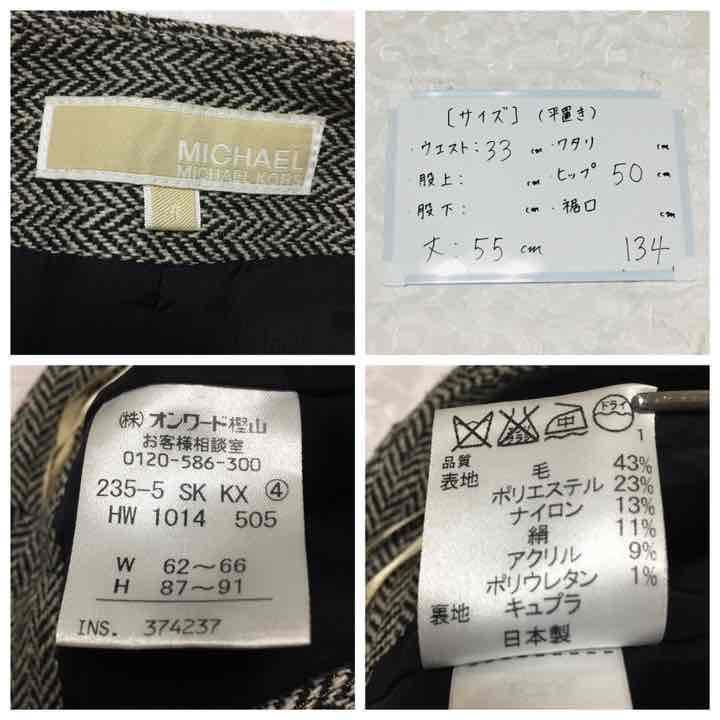 MICHAEL
MICHAEL KORS
4
[サイズ] (平置き)
・ウエスト:33 cm ・ワタリ cm
・股上: cm ・ヒップ 50 cm
・股下: cm ・裾口 cm
丈:55 cm 134
(株)オンワード樫山
お客様相談室
0120-586-300
235-5 SK KX ④
HW 1014 505
W 62〜66
H 87〜91
INS. 374237
ドライ
1
品質
表地 毛 43%
ポリエステル 23%
ナイロン 13%
絹 11%
アクリル 9%
ポリウレタン 1%
裏地 キュプラ
日本製